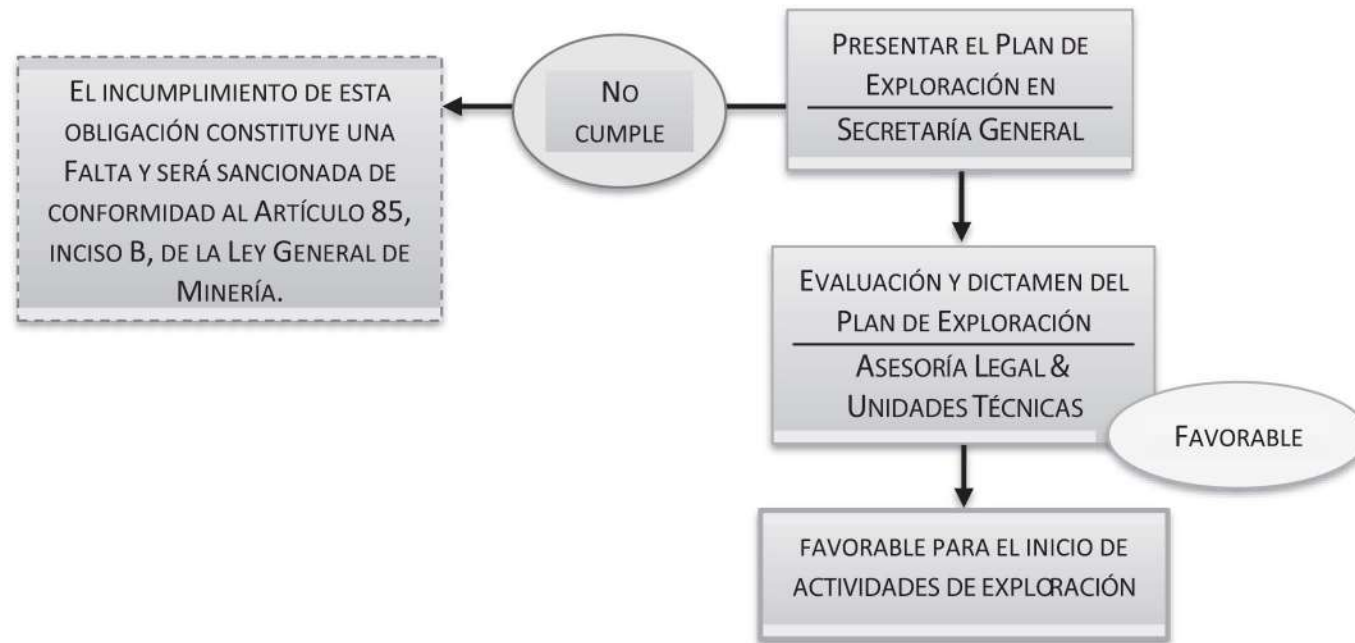 PRESENTAR EL PLAN DE
EXPLORACIÓN EN
SECRETARÍA GENERAL
NO
CUMPLE
EL INCUMPLIMIENTO DE ESTA
OBLIGACIÓN CONSTITUYE UNA
FALTA Y SERÁ SANCIONADA DE
CONFORMIDAD AL ARTÍCULO 85,
INCISO B, DE LA LEY GENERAL DE
MINERÍA.
EVALUACIÓN Y DICTAMEN DEL
PLAN DE EXPLORACIÓN
ASESORÍA LEGAL &
UNIDADES TÉCNICAS
FAVORABLE
FAVORABLE PARA EL INICIO DE
ACTIVIDADES DE EXPLORACIÓN